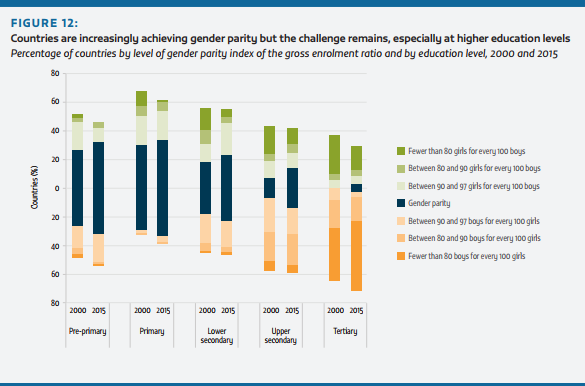 FIGURE 12:
Countries are increasingly achieving gender parity but the challenge remains, especially at higher education levels
Percentage of countries by level of gender parity index of the gross enrolment ratio and by education level, 2000 and 2015
80
60
40
20
0
20
40
60
80
Countries (%)
2000 2015 2000 2015 2000 2015 2000 2015 2000 2015
Pre-primary Primary Lower secondary Upper secondary Tertiary
Fewer than 80 girls for every 100 boys
Between 80 and 90 girls for every 100 boys
Between 90 and 97 girls for every 100 boys
Gender parity
Between 90 and 97 boys for every 100 girls
Between 80 and 90 boys for every 100 girls
Fewer than 80 boys for every 100 girls